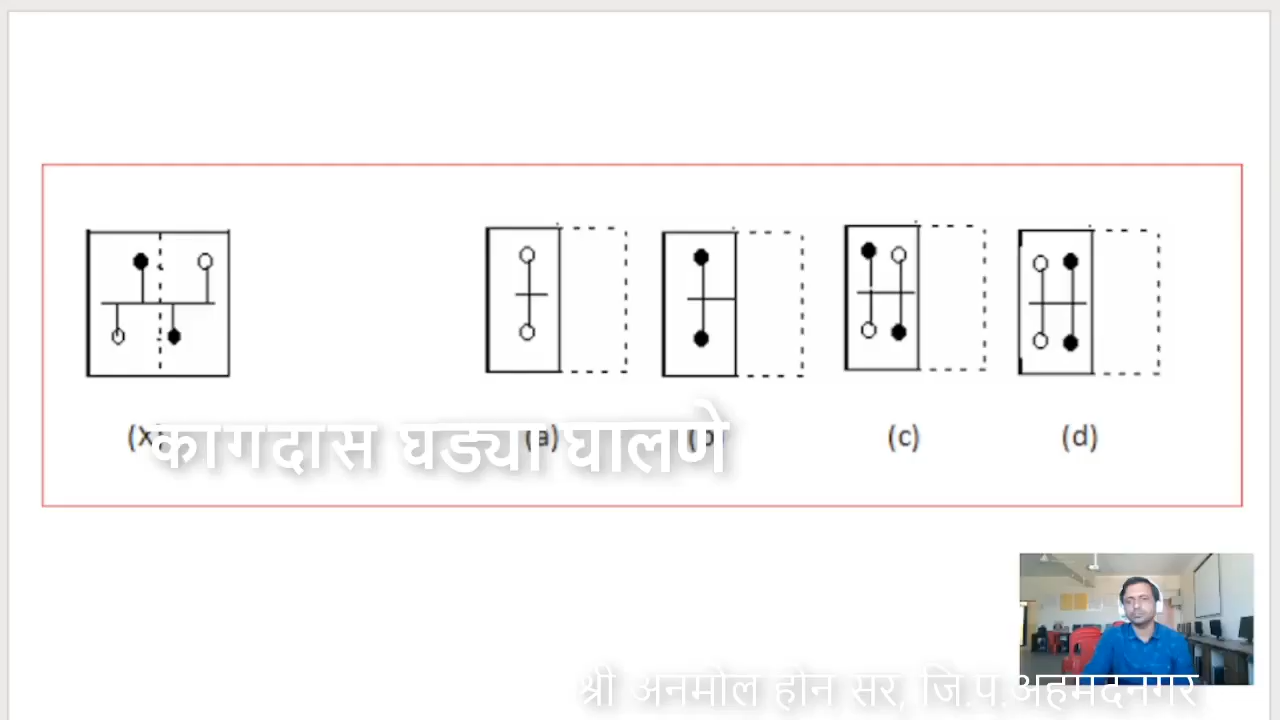 (X) (a) (b) (c) (d)
कागदास घड्या घालणे
श्री अनमोल होन सर, जि.प.अहमदनगर